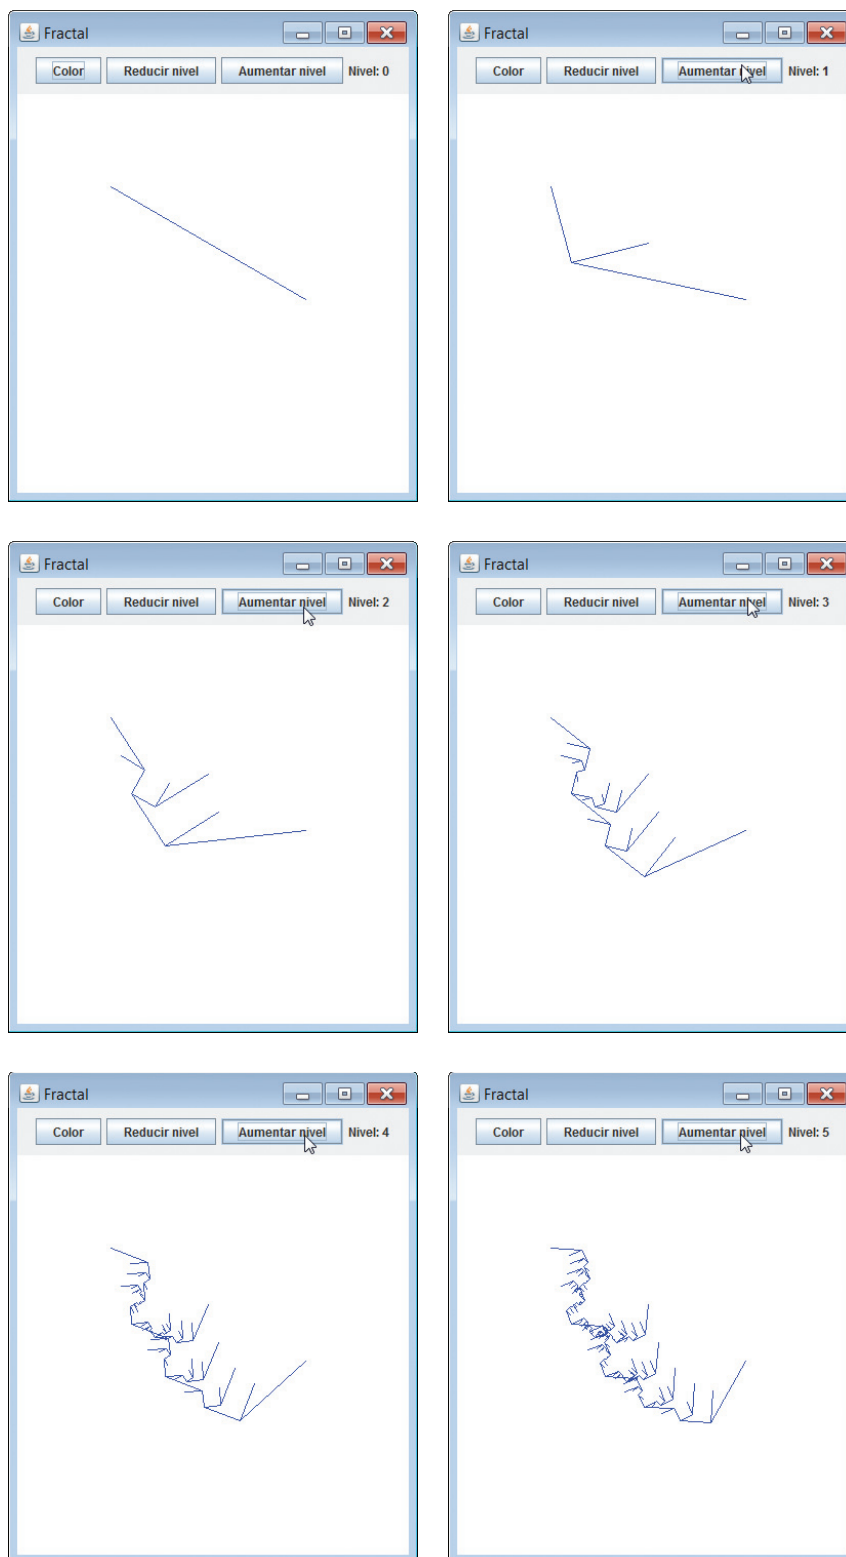 Fractal
Color Reducir nivel Aumentar nivel Nivel: 0
Fractal
Color Reducir nivel Aumentar nivel Nivel: 1
Fractal
Color Reducir nivel Aumentar nivel Nivel: 2
Fractal
Color Reducir nivel Aumentar nivel Nivel: 3
Fractal
Color Reducir nivel Aumentar nivel Nivel: 4
Fractal
Color Reducir nivel Aumentar nivel Nivel: 5